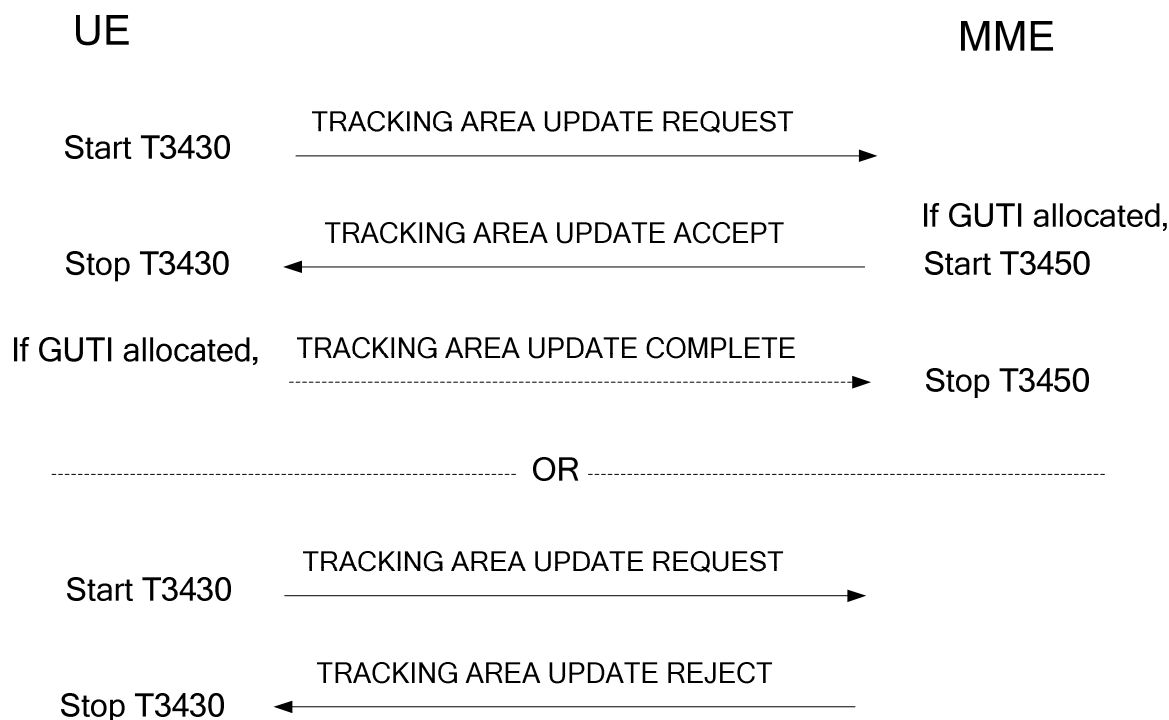 UE
MME
TRACKING AREA UPDATE REQUEST
Start T3430
If GUTI allocated,
TRACKING AREA UPDATE ACCEPT
Stop T3430
Start T3450
If GUTI allocated,
TRACKING AREA UPDATE COMPLETE
Stop T3450
OR
TRACKING AREA UPDATE REQUEST
Start T3430
TRACKING AREA UPDATE REJECT
Stop T3430